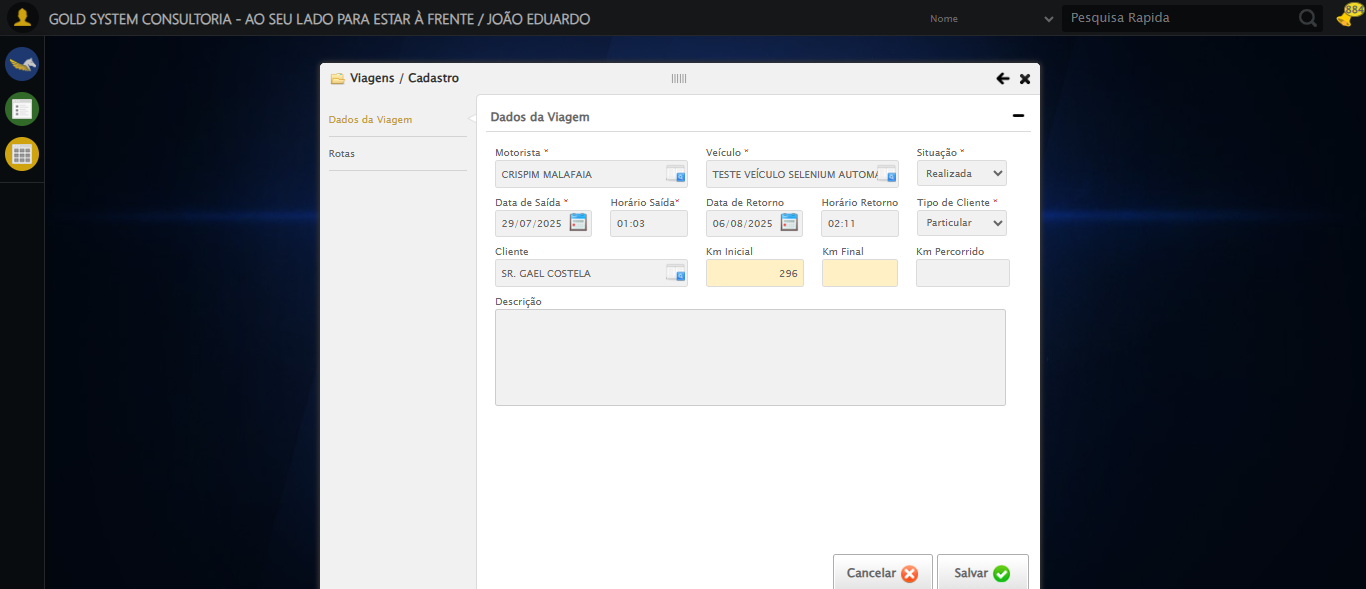 GOLD SYSTEM CONSULTORIA - AO SEU LADO PARA ESTAR À FRENTE / JOÃO EDUARDO
Nome
Pesquisa Rapida
884
Viagens / Cadastro
Dados da Viagem
Rotas
Dados da Viagem
Motorista * Veículo * Situação *
CRISPIM MALAFAIA TESTE VEÍCULO SELENIUM AUTOMA Realizada
Data de Saída * Horário Saída* Data de Retorno Horário Retorno Tipo de Cliente *
29/07/2025 01:03 06/08/2025 02:11 Particular
Cliente Km Inicial Km Final Km Percorrido
SR. GAEL COSTELA 296
Descrição
Cancelar Salvar